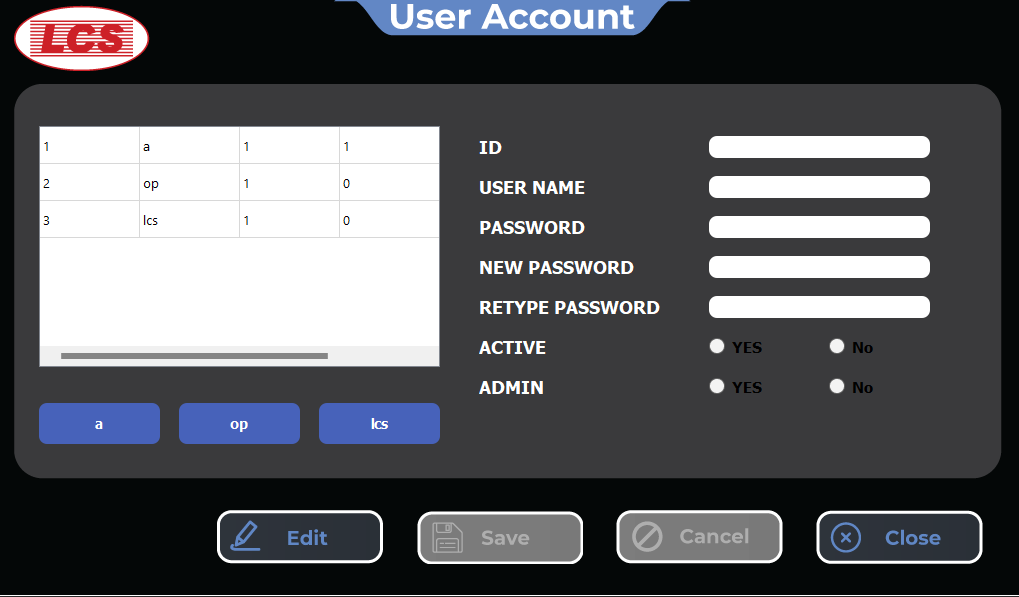 User Account
LCS
1 a 1 1
2 op 1 0
3 lcs 1 0
a op lcs
ID
USER NAME
PASSWORD
NEW PASSWORD
RETYPE PASSWORD
ACTIVE YES No
ADMIN YES No
Edit Save Cancel Close